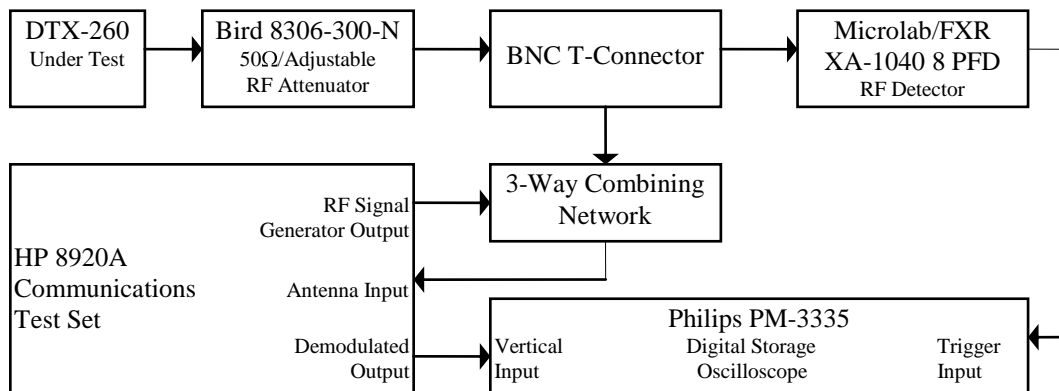 DTX-260
Under Test
Bird 8306-300-N
50Ω/Adjustable
RF Attenuator
BNC T-Connector
Microlab/FXR
XA-1040 8 PFD
RF Detector
3-Way Combining
Network
RF Signal
Generator Output
HP 8920A
Communications
Test Set
Antenna Input
Demodulated
Output
Philips PM-3335
Vertical
Input
Digital Storage
Oscilloscope
Trigger
Input